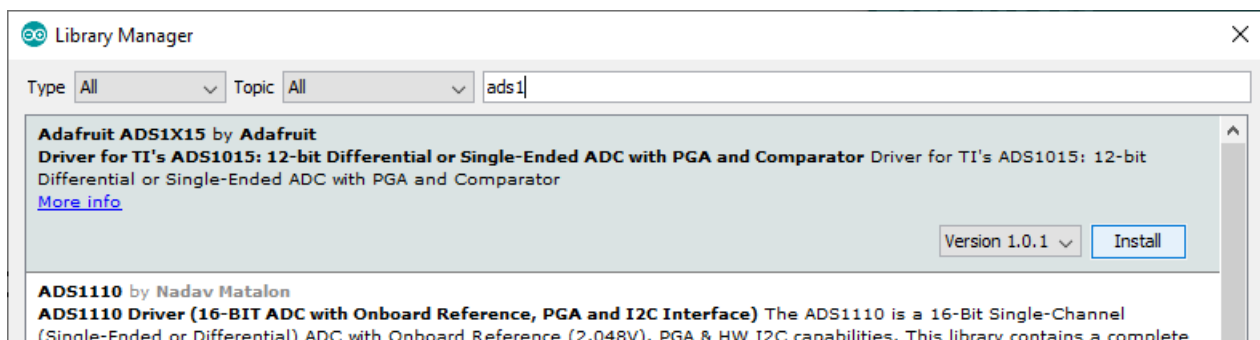 Library Manager
Type All Topic All ads1
Adafruit ADS1X15 by Adafruit
Driver for TI's ADS1015: 12-bit Differential or Single-Ended ADC with PGA and Comparator Driver for TI's ADS1015: 12-bit
Differential or Single-Ended ADC with PGA and Comparator
More info
Version 1.0.1 Install
ADS1110 by Nadav Matalon
ADS1110 Driver (16-BIT ADC with Onboard Reference, PGA and I2C Interface) The ADS1110 is a 16-Bit Single-Channel
(Single-Ended or Differential) ADC with Onboard Reference (2.048V), PGA & HW I2C capabilities. This library contains a complete